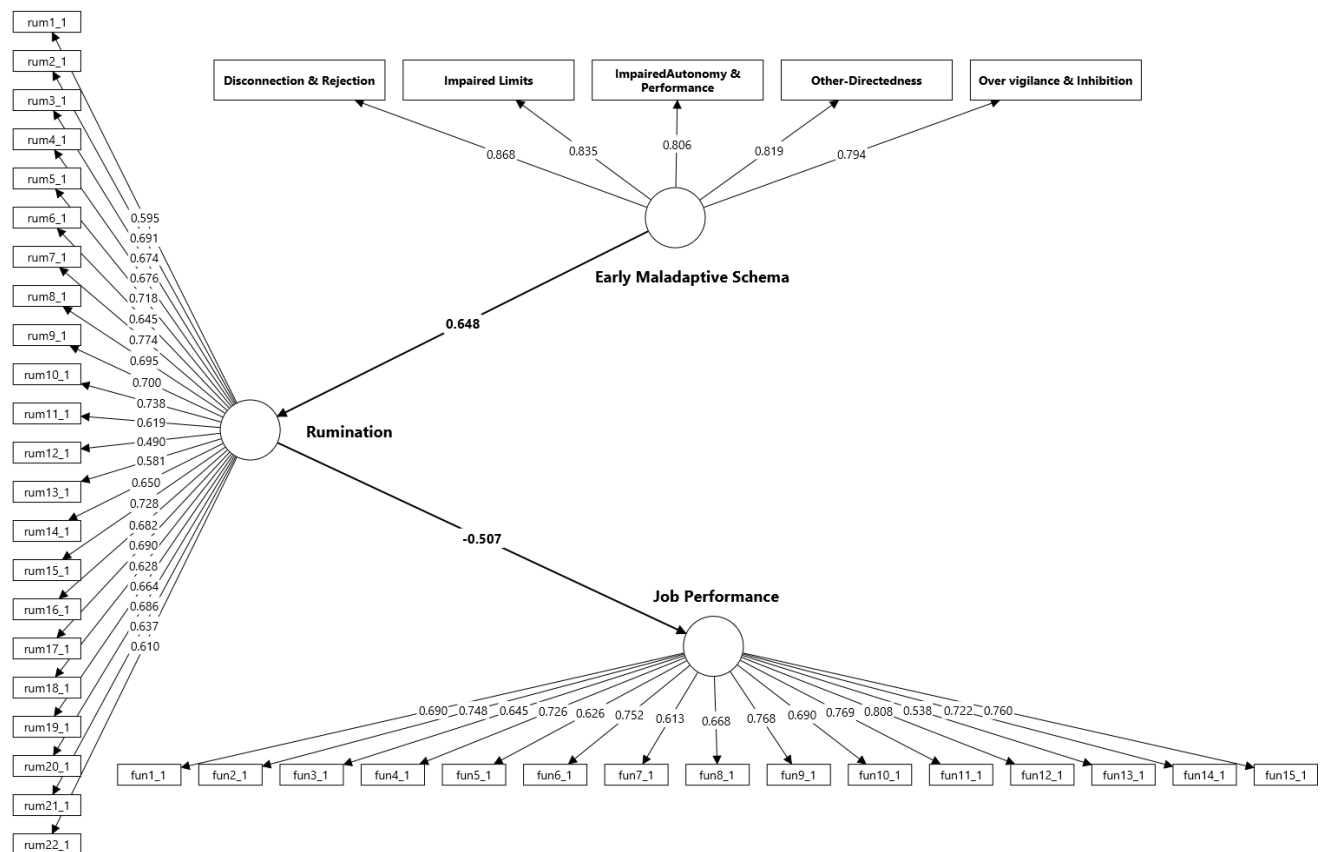 rum1_1
rum2_1
rum3_1
rum4_1
rum5_1
rum6_1
rum7_1
rum8_1
rum9_1
rum10_1
rum11_1
rum12_1
rum13_1
rum14_1
rum15_1
rum16_1
rum17_1
rum18_1
rum19_1
rum20_1
rum21_1
rum22_1
0.595
0.691
0.674
0.676
0.718
0.645
0.774
0.695
0.700
0.738
0.619
0.490
0.581
0.650
0.728
0.682
0.690
0.628
0.664
0.686
0.637
0.610
Rumination
Disconnection & Rejection
Impaired Limits
ImpairedAutonomy &
Performance
Other-Directedness
Over vigilance & Inhibition
0.868
0.835
0.806
0.819
0.794
Early Maladaptive Schema
0.648
-0.507
Job Performance
0.690
0.748
0.645
0.726
0.626
0.752
0.613
0.668
0.768
0.690
0.769
0.808
0.538
0.722
0.760
fun1_1
fun2_1
fun3_1
fun4_1
fun5_1
fun6_1
fun7_1
fun8_1
fun9_1
fun10_1
fun11_1
fun12_1
fun13_1
fun14_1
fun15_1